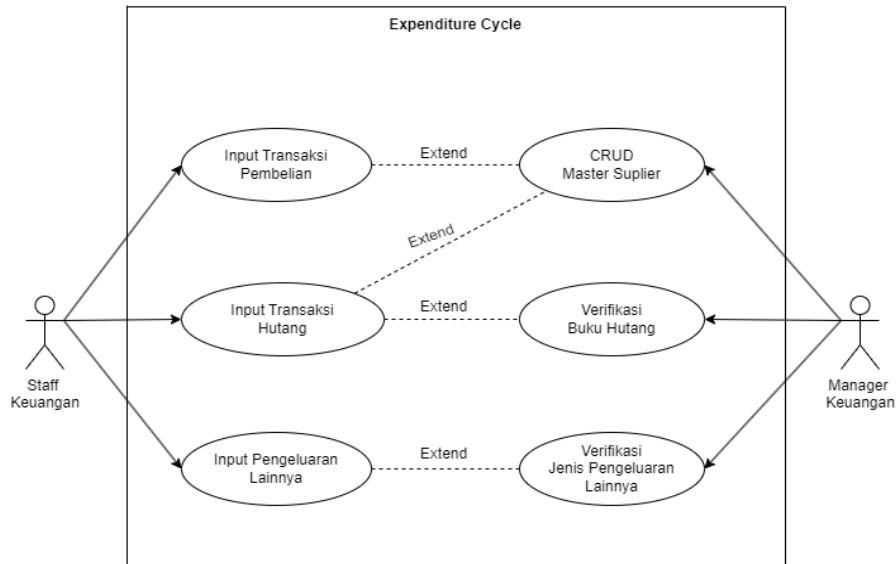 Expenditure Cycle
Input Transaksi
Pembelian
Extend
CRUD
Master Suplier
Extend
Input Transaksi
Hutang
Extend
Verifikasi
Buku Hutang
Staff
Keuangan
Manager
Keuangan
Input Pengeluaran
Lainnya
Extend
Verifikasi
Jenis Pengeluaran
Lainnya